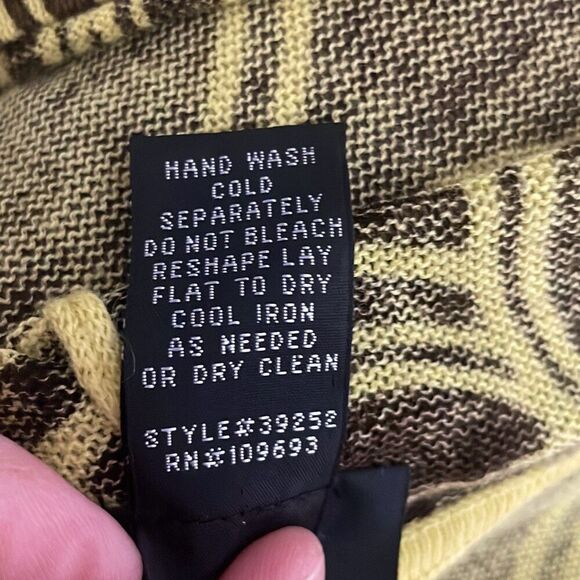 HAND WASH
COLD
SEPARATELY
DO NOT BLEACH
RESHAPE LAY
FLAT TO DRY
COOL IRON
AS NEEDED
OR DRY CLEAN
STYLE#39252
RN#109693